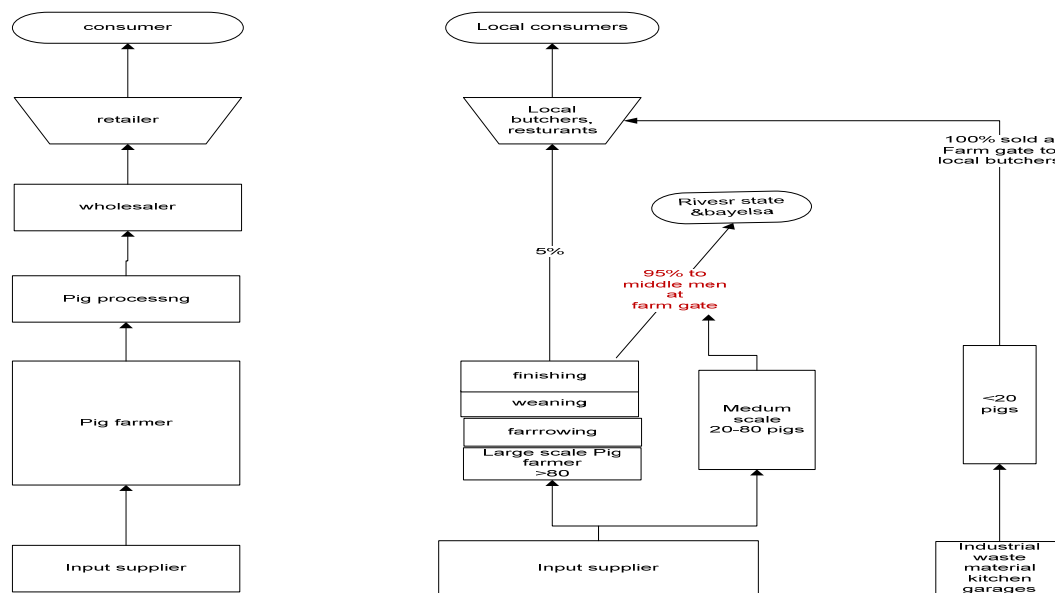 consumer
retailer
wholesaler
Pig processng
Pig farmer
Input supplier
Local consumers
Local
butchers,
resturants
5%
Rivesr state
&bayelsa
95% to
middle men
at
farm gate
finishing
weaning
farrrowing
Large scale Pig
farmer
>80
Medum
scale
20-80 pigs
Input supplier
100% sold a
Farm gate to
local butchers
<20
pigs
Industrial
waste
material
kitchen
garages